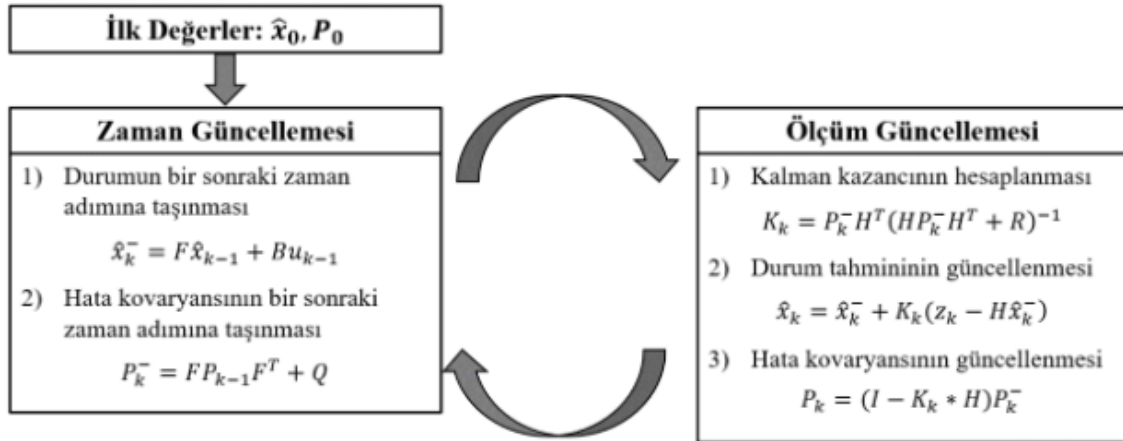 İlk Değerler: x̂₀, P₀
Zaman Güncellemesi
1) Durumun bir sonraki zaman
adımına taşınması
x̂ₖ⁻ = Fx̂ₖ₋₁ + Buₖ₋₁
2) Hata kovaryansının bir sonraki
zaman adımına taşınması
Pₖ⁻ = FPₖ₋₁Fᵀ + Q
Ölçüm Güncellemesi
1) Kalman kazancının hesaplanması
Kₖ = Pₖ⁻Hᵀ(HPₖ⁻Hᵀ + R)⁻¹
2) Durum tahmininin güncellenmesi
x̂ₖ = x̂ₖ⁻ + Kₖ(zₖ − Hx̂ₖ⁻)
3) Hata kovaryansının güncellenmesi
Pₖ = (I − Kₖ * H)Pₖ⁻